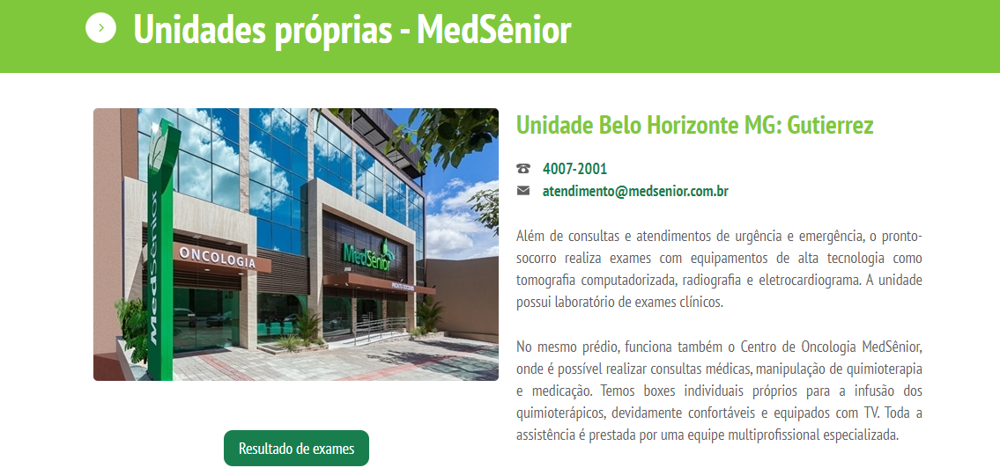 Unidades próprias - MedSênior
Unidade Belo Horizonte MG: Gutierrez
4007-2001
atendimento@medsenior.com.br
Além de consultas e atendimentos de urgência e emergência, o pronto-
socorro realiza exames com equipamentos de alta tecnologia como
tomografia computadorizada, radiografia e eletrocardiograma. A unidade
possui laboratório de exames clínicos.
No mesmo prédio, funciona também o Centro de Oncologia MedSênior,
onde é possível realizar consultas médicas, manipulação de quimioterapia
e medicação. Temos boxes individuais próprios para a infusão dos
quimioterápicos, devidamente confortáveis e equipados com TV. Toda a
assistência é prestada por uma equipe multiprofissional especializada.
MedSênior
ONCOLOGIA
MedSênior
PRONTO SOCORRO
Resultado de exames